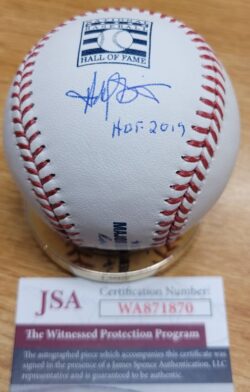 NATIONAL
BASEBALL
HALL OF FAME
HOF 2019
JSA
Certification Number:
WA871870
The Witnessed Protection Program
The autographed piece which accompanies this certificate was
signed in the presence of a James Spence Authentication, LLC
representative and is guaranteed to be authentic.